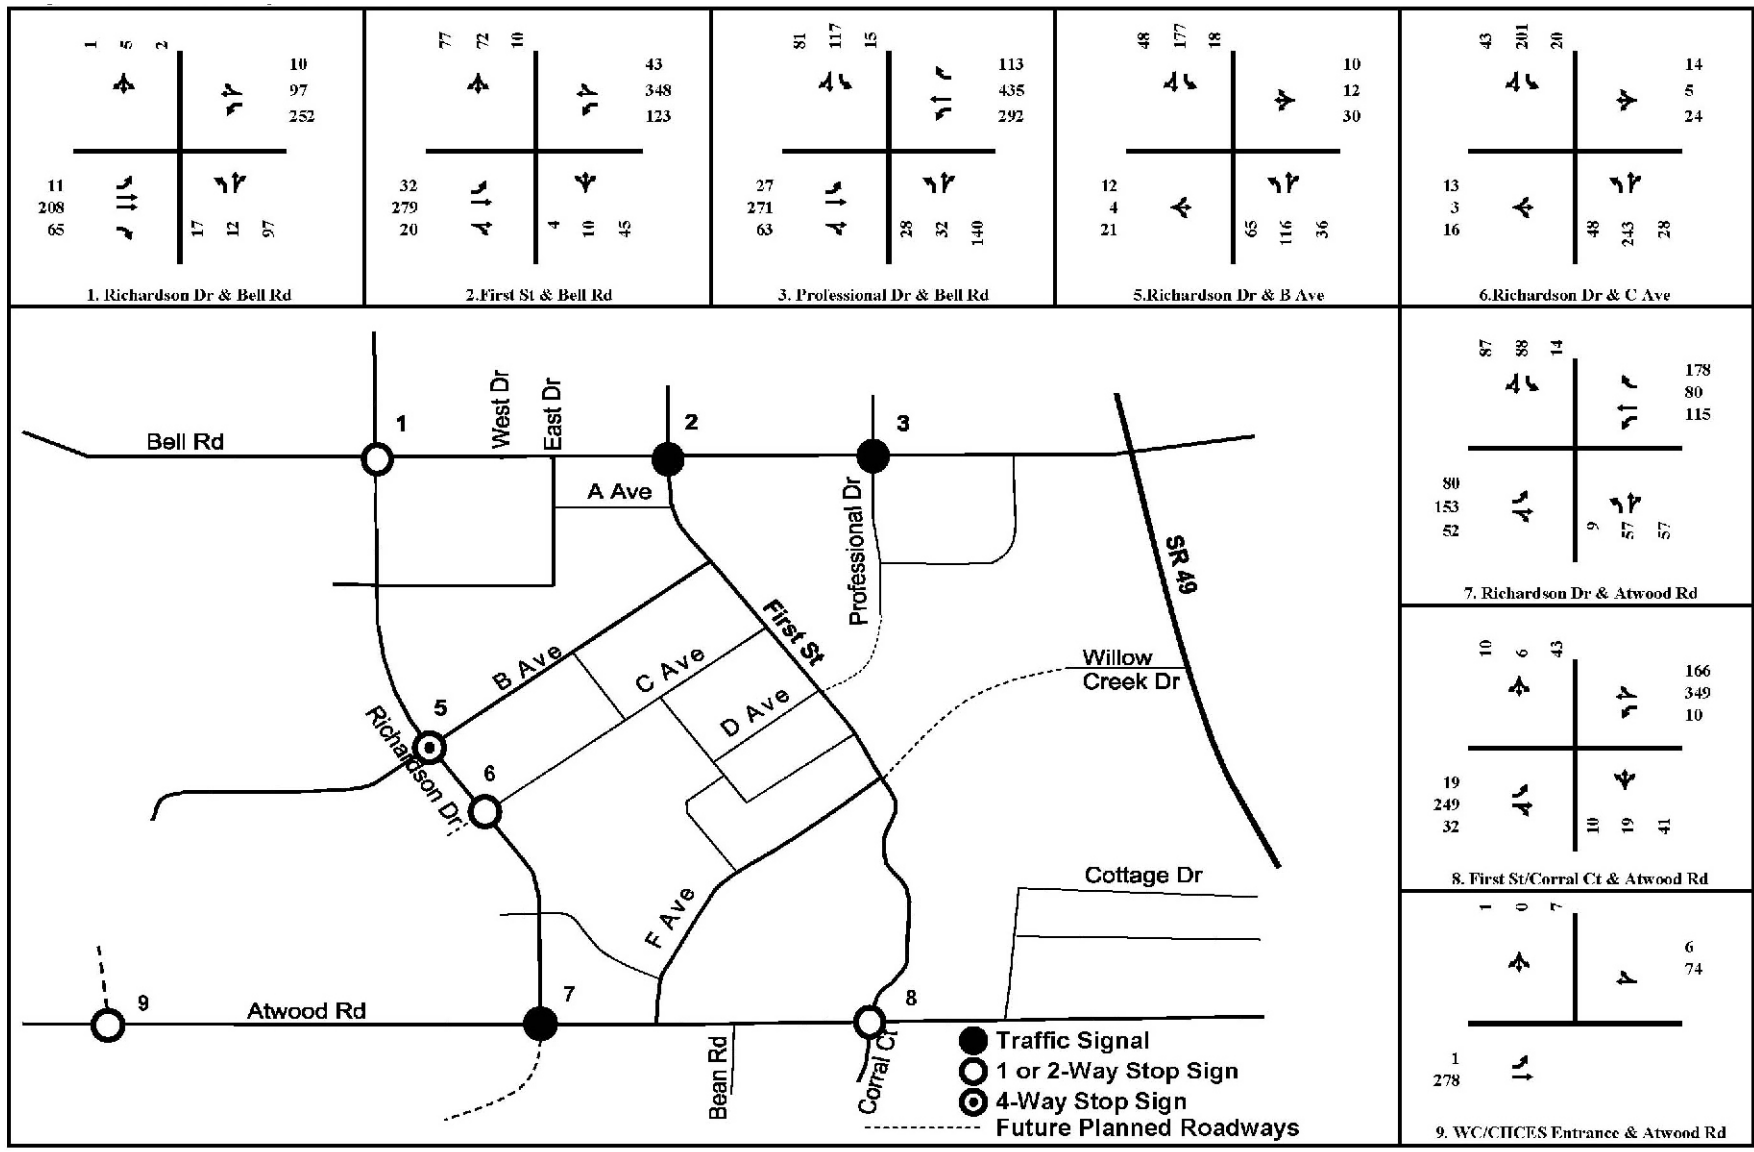 1 5 2
10
97
252
11
208
65
17 12 97
1. Richardson Dr & Bell Rd
77 72 10
43
348
123
32
279
20
4 10 45
2.First St & Bell Rd
81 117 15
113
435
292
27
271
63
28 32 140
3. Professional Dr & Bell Rd
48 177 18
10
12
30
12
4
21
65 116 36
5.Richardson Dr & B Ave
43 201 20
14
5
24
13
3
16
48 243 28
6.Richardson Dr & C Ave
87 88 14
178
80
115
80
153
52
9 57 57
7. Richardson Dr & Atwood Rd
10 6 43
166
349
10
19
249
32
10 19 41
8. First St/Corral Ct & Atwood Rd
1 0 7
6
74
1
278
9. WC/CHCES Entrance & Atwood Rd
Bell Rd
1
West Dr
East Dr
2
3
A Ave
Professional Dr
SR 49
First St
B Ave
C Ave
D Ave
Willow
Creek Dr
5
Richardson Dr
6
F Ave
Cottage Dr
9
Atwood Rd
7
8
Bean Rd
Corral Ct
Traffic Signal
1 or 2-Way Stop Sign
4-Way Stop Sign
Future Planned Roadways